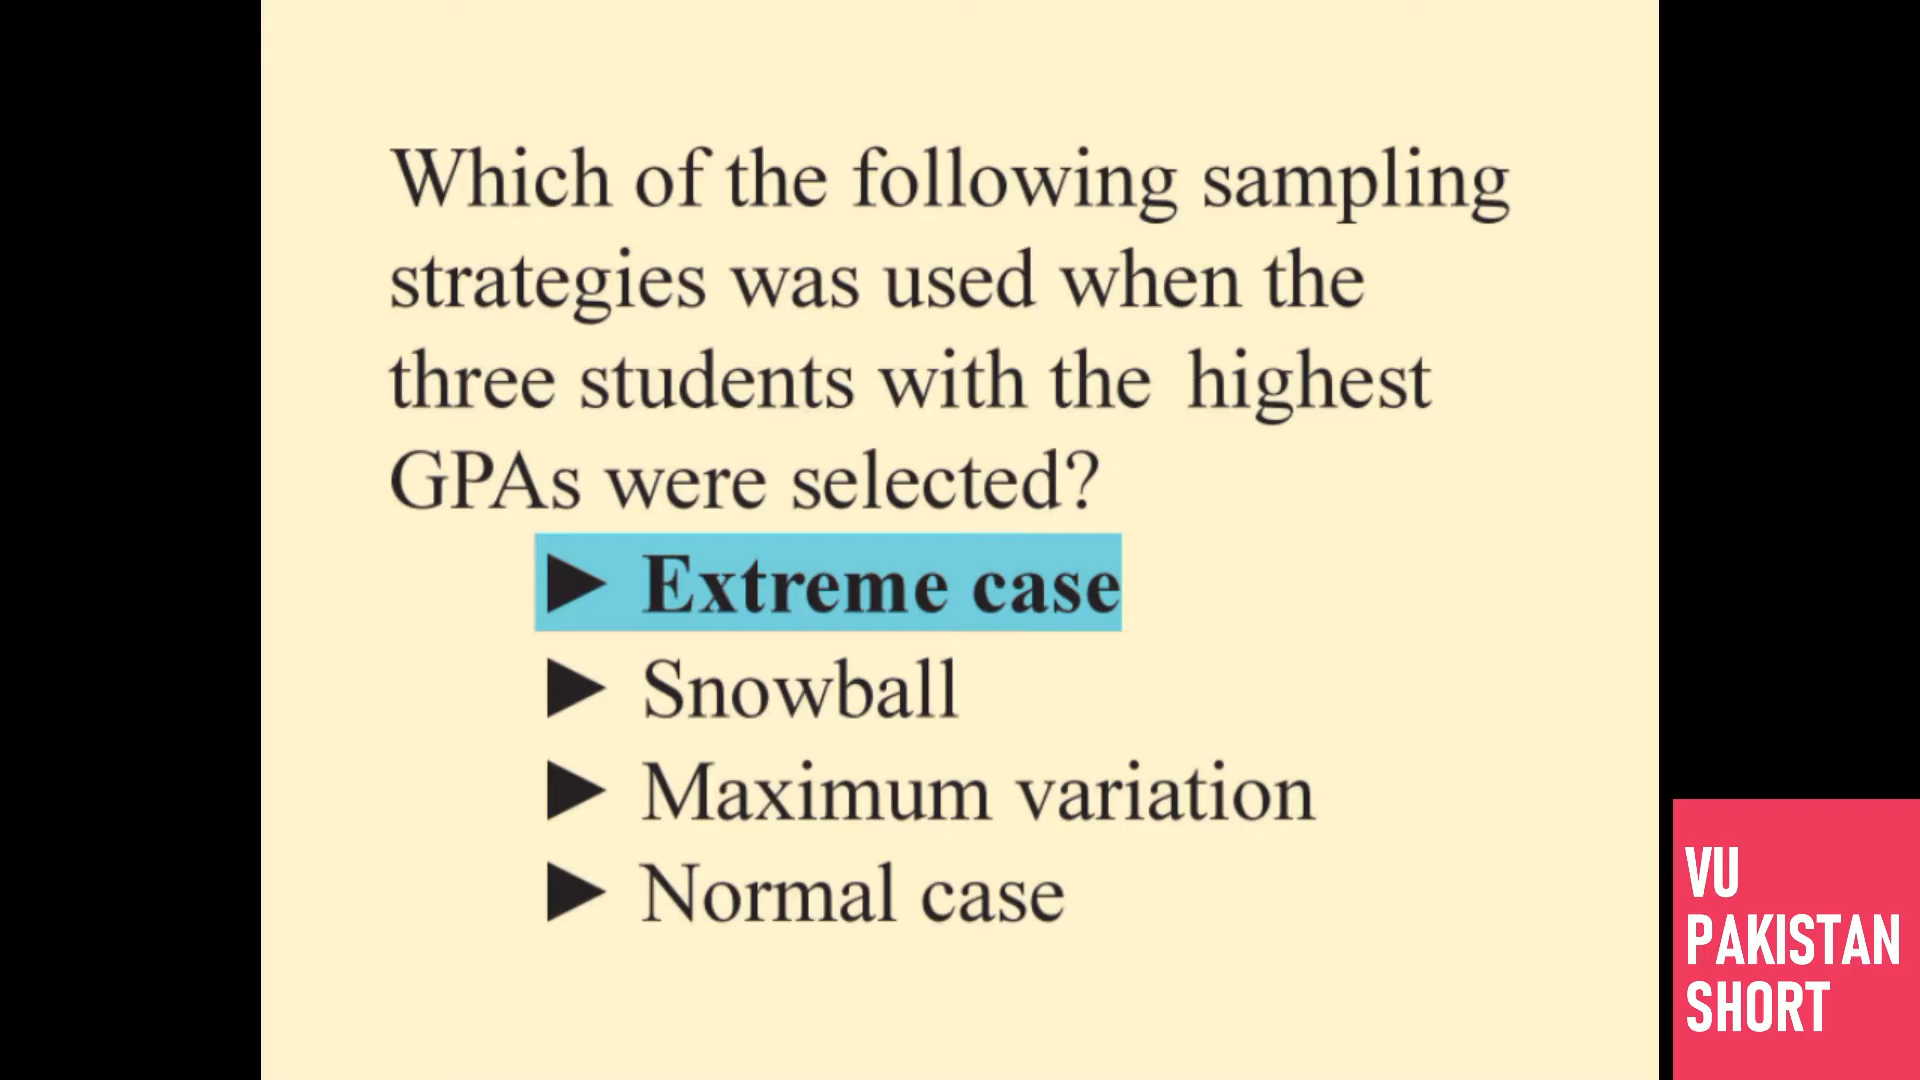 Which of the following sampling
strategies was used when the
three students with the highest
GPAs were selected?
► Extreme case
► Snowball
► Maximum variation
► Normal case
VU
PAKISTAN
SHORT